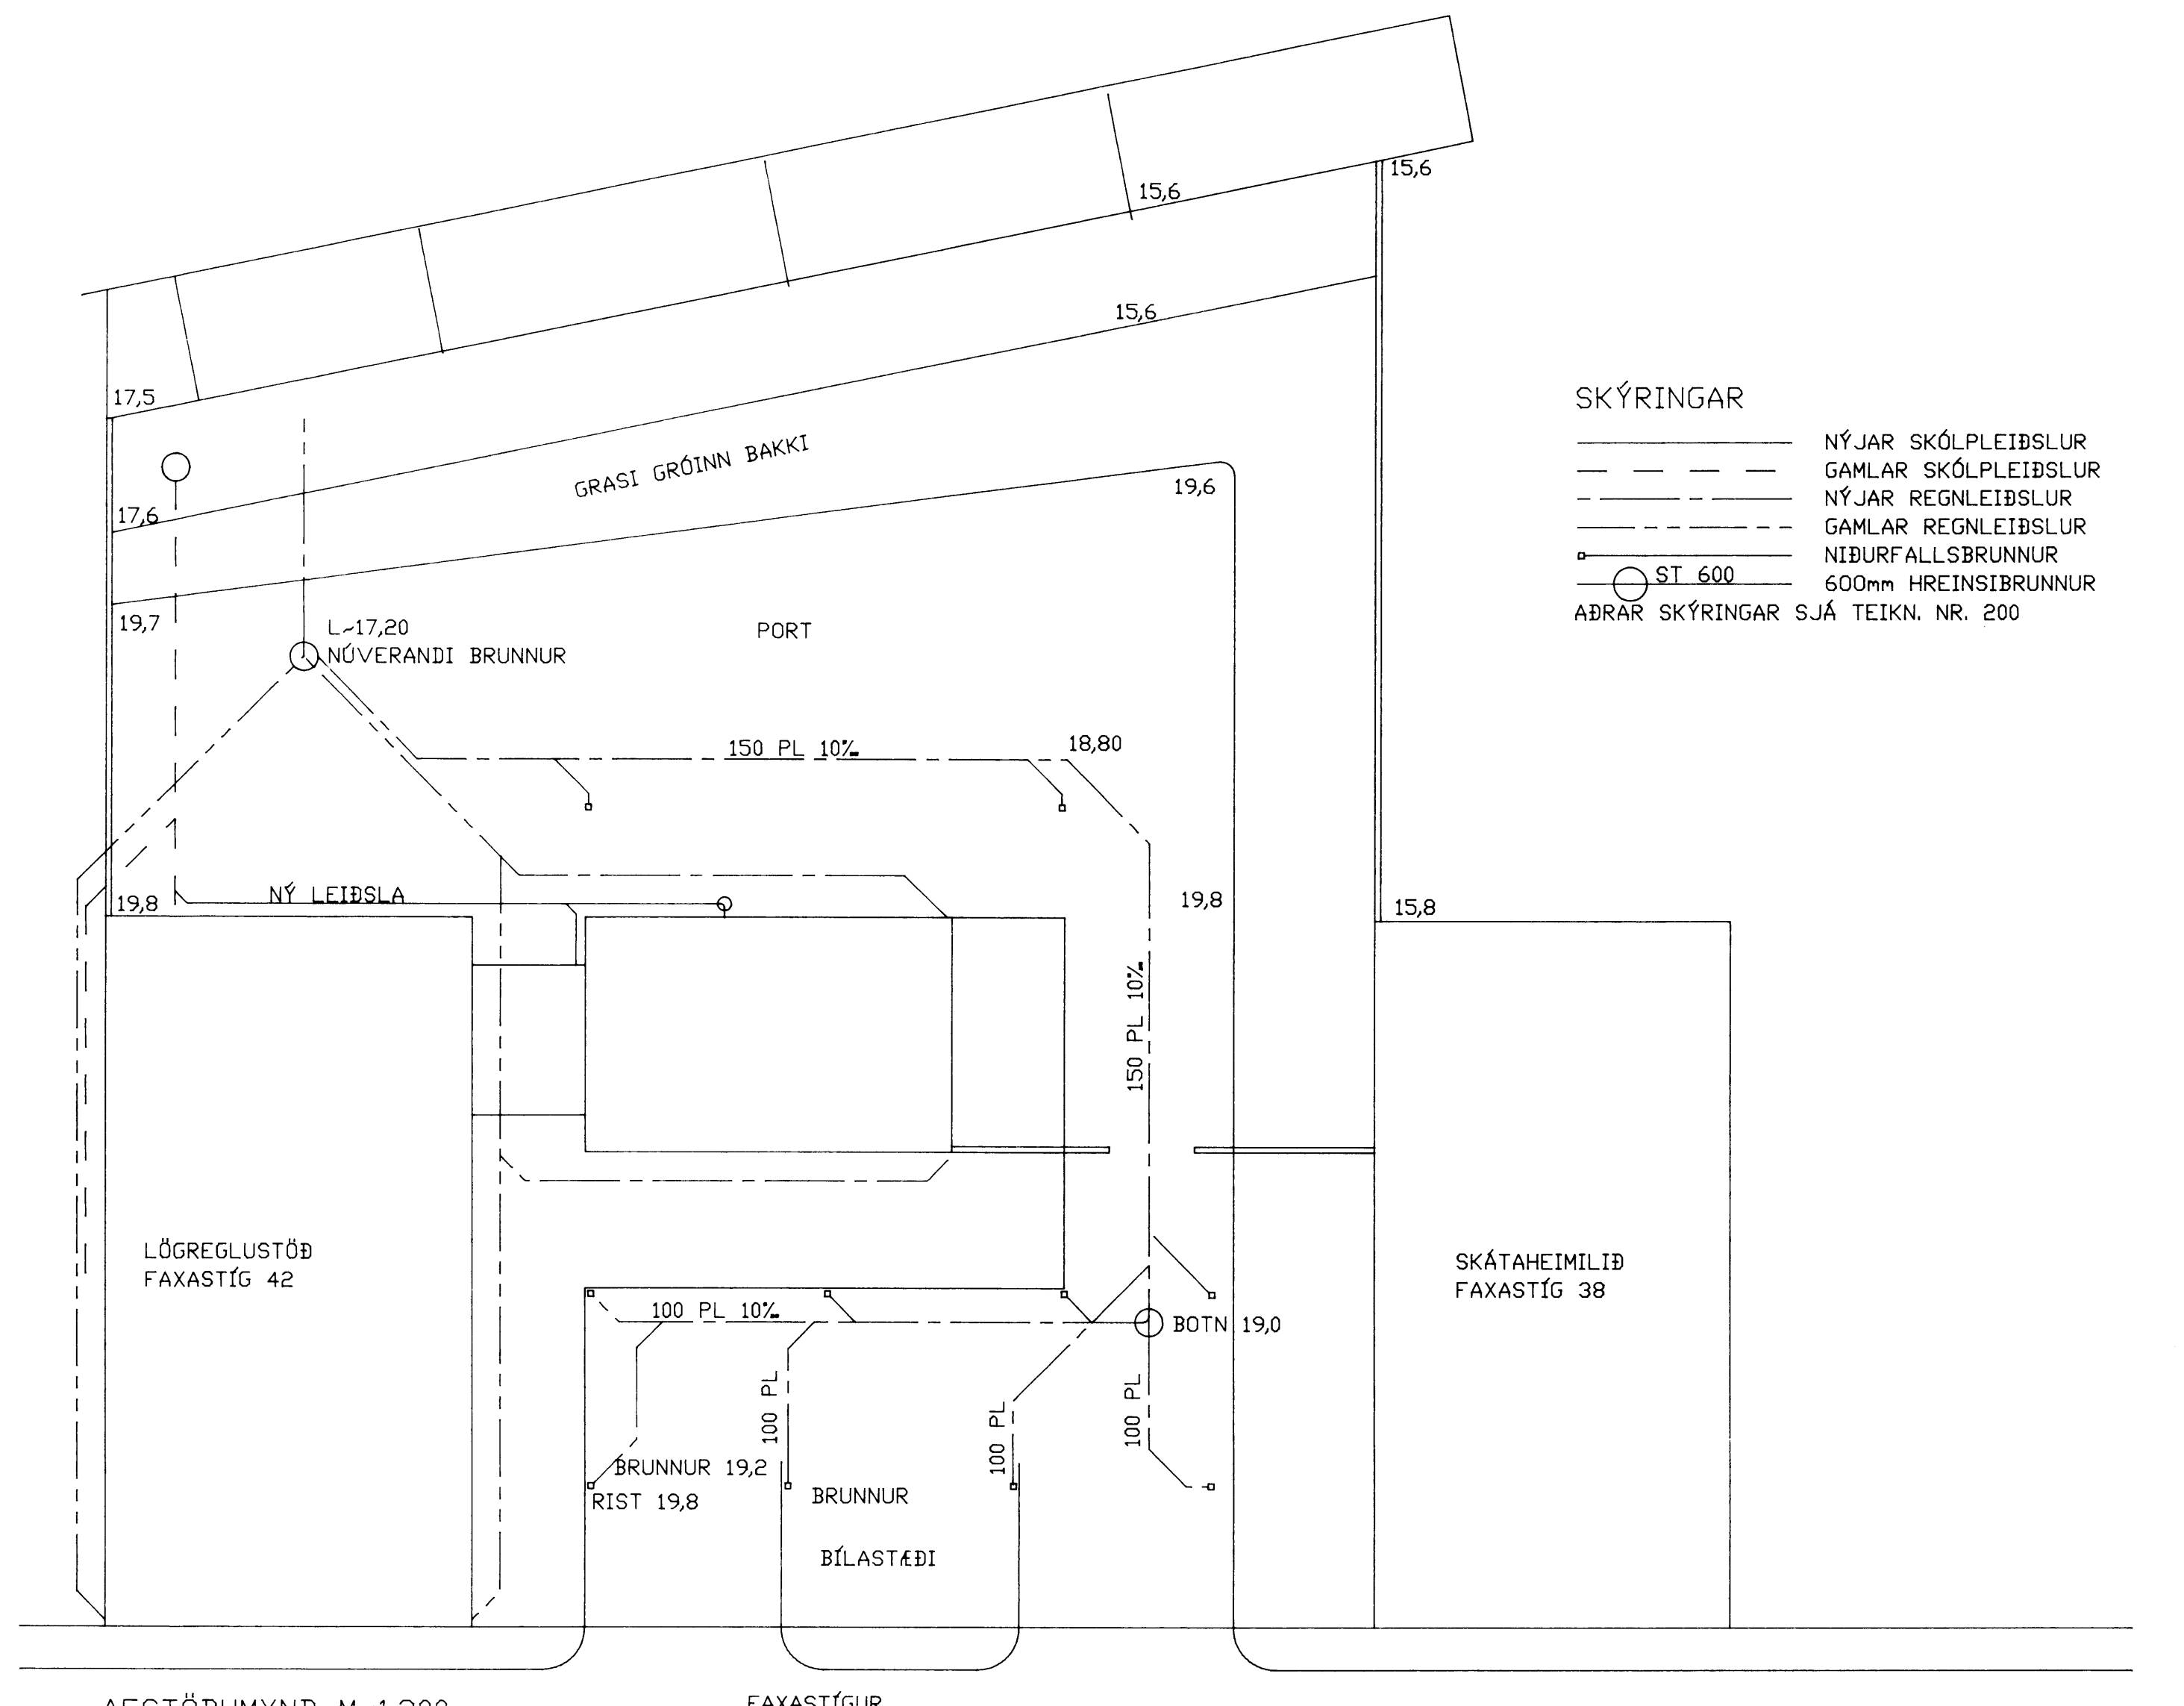 15,6
15,6
15,6
17,5
SKÝRINGAR
NÝJAR SKÓLPLEIÐSLUR
GAMLAR SKÓLPLEIÐSLUR
NÝJAR REGNLEIÐSLUR
GAMLAR REGNLEIÐSLUR
NIÐURFALLSBRUNNUR
ST 600
600mm HREINSIBRUNNUR
AÐRAR SKÝRINGAR SJÁ TEIKN. NR. 200
GRASI GRÓINN BAKKI
19,6
17,6
19,7
L~17,20
NÚVERANDI BRUNNUR
PORT
150 PL 10‰
18,80
NÝ LEIÐSLA
19,8
19,8
15,8
150 PL 10‰
LÖGREGLUSTÖÐ
FAXASTÍG 42
SKÁTAHEIMILIÐ
FAXASTÍG 38
100 PL 10‰
BOTN 19,0
100 PL
100 PL
100 PL
BRUNNUR 19,2
RIST 19,8
BRUNNUR
BÍLASTÆÐI
AFSTÖÐUMYND M 1:200
FAXASTÍGUR